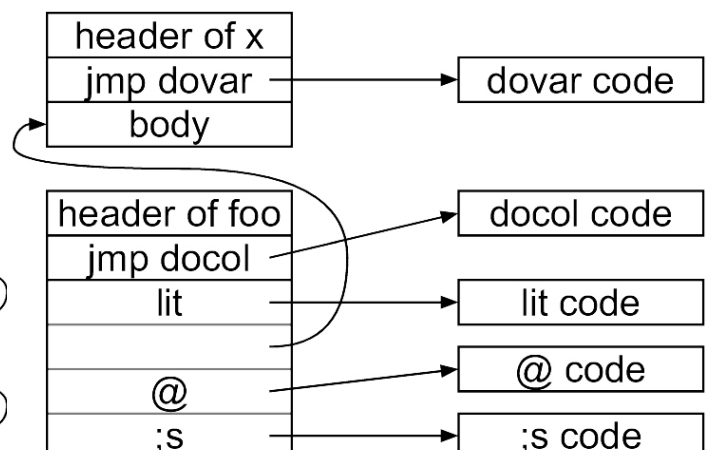 header of x
jmp dovar
dovar code
body
header of foo
docol code
jmp docol
lit
lit code
@
@ code
;s
;s code